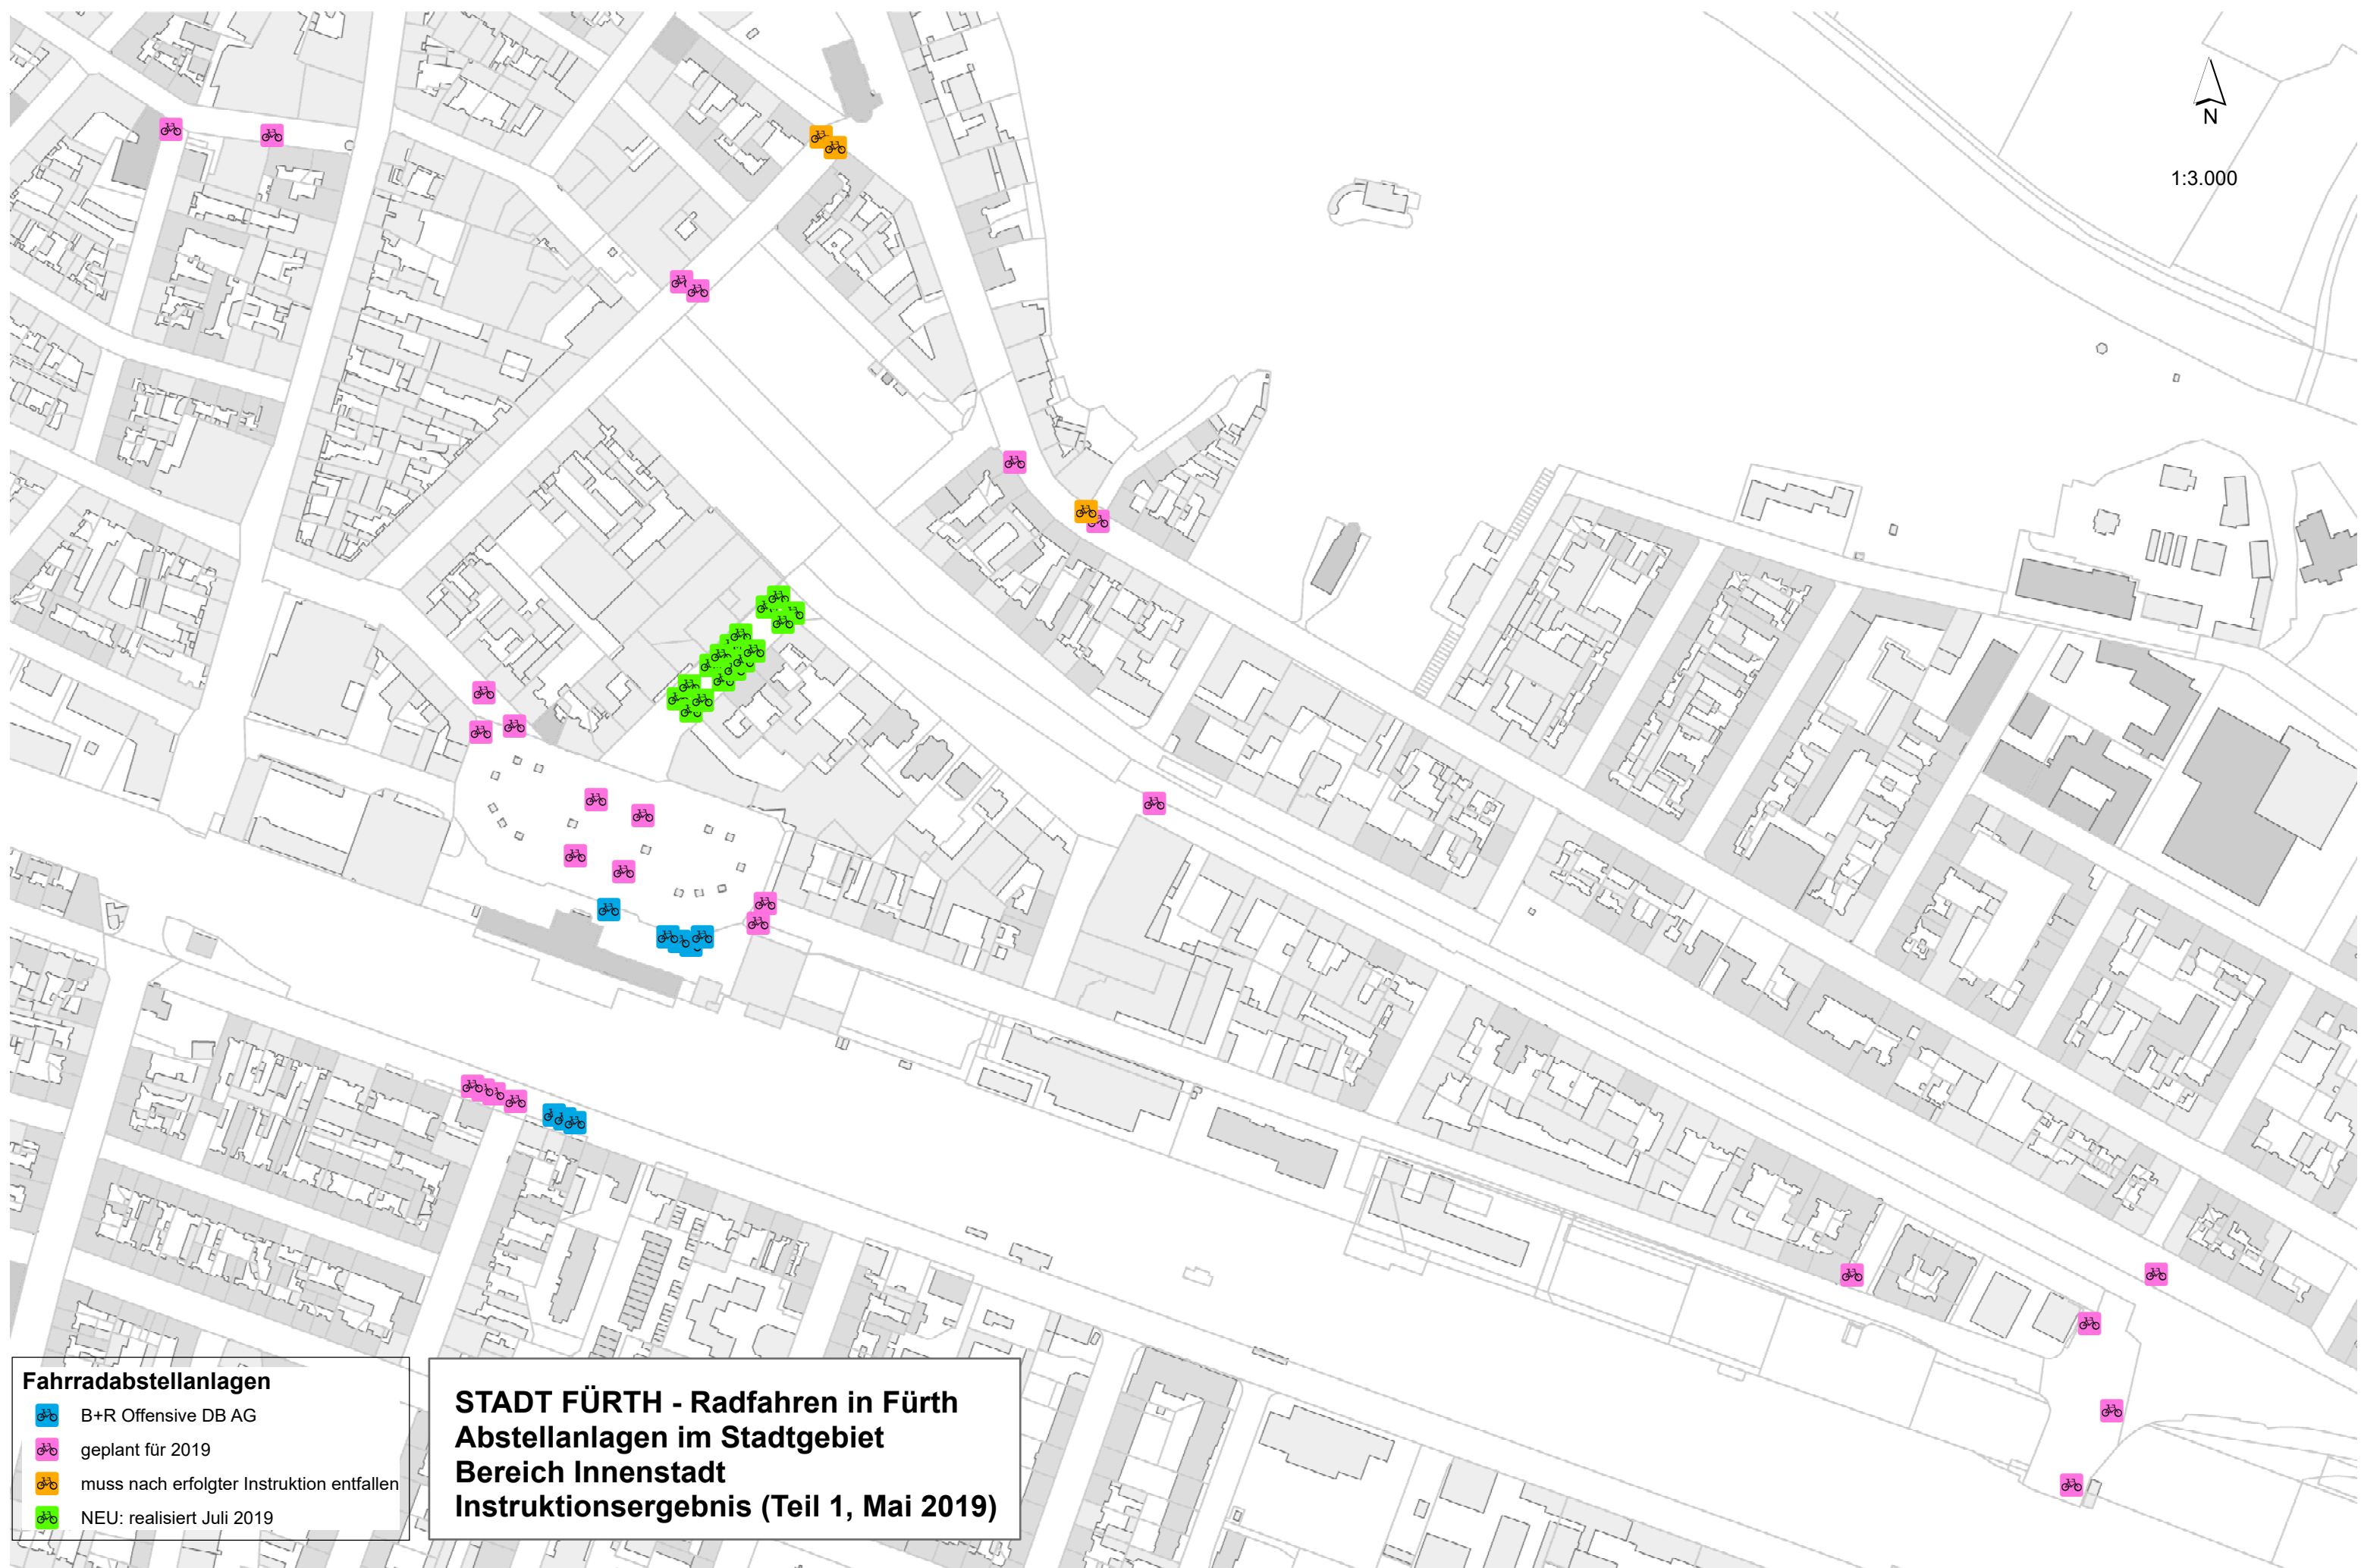 N
1:3.000
Fahrradabstellanlagen
B+R Offensive DB AG
geplant für 2019
muss nach erfolgter Instruktion entfallen
NEU: realisiert Juli 2019
STADT FÜRTH - Radfahren in Fürth
Abstellanlagen im Stadtgebiet
Bereich Innenstadt
Instruktionsergebnis (Teil 1, Mai 2019)